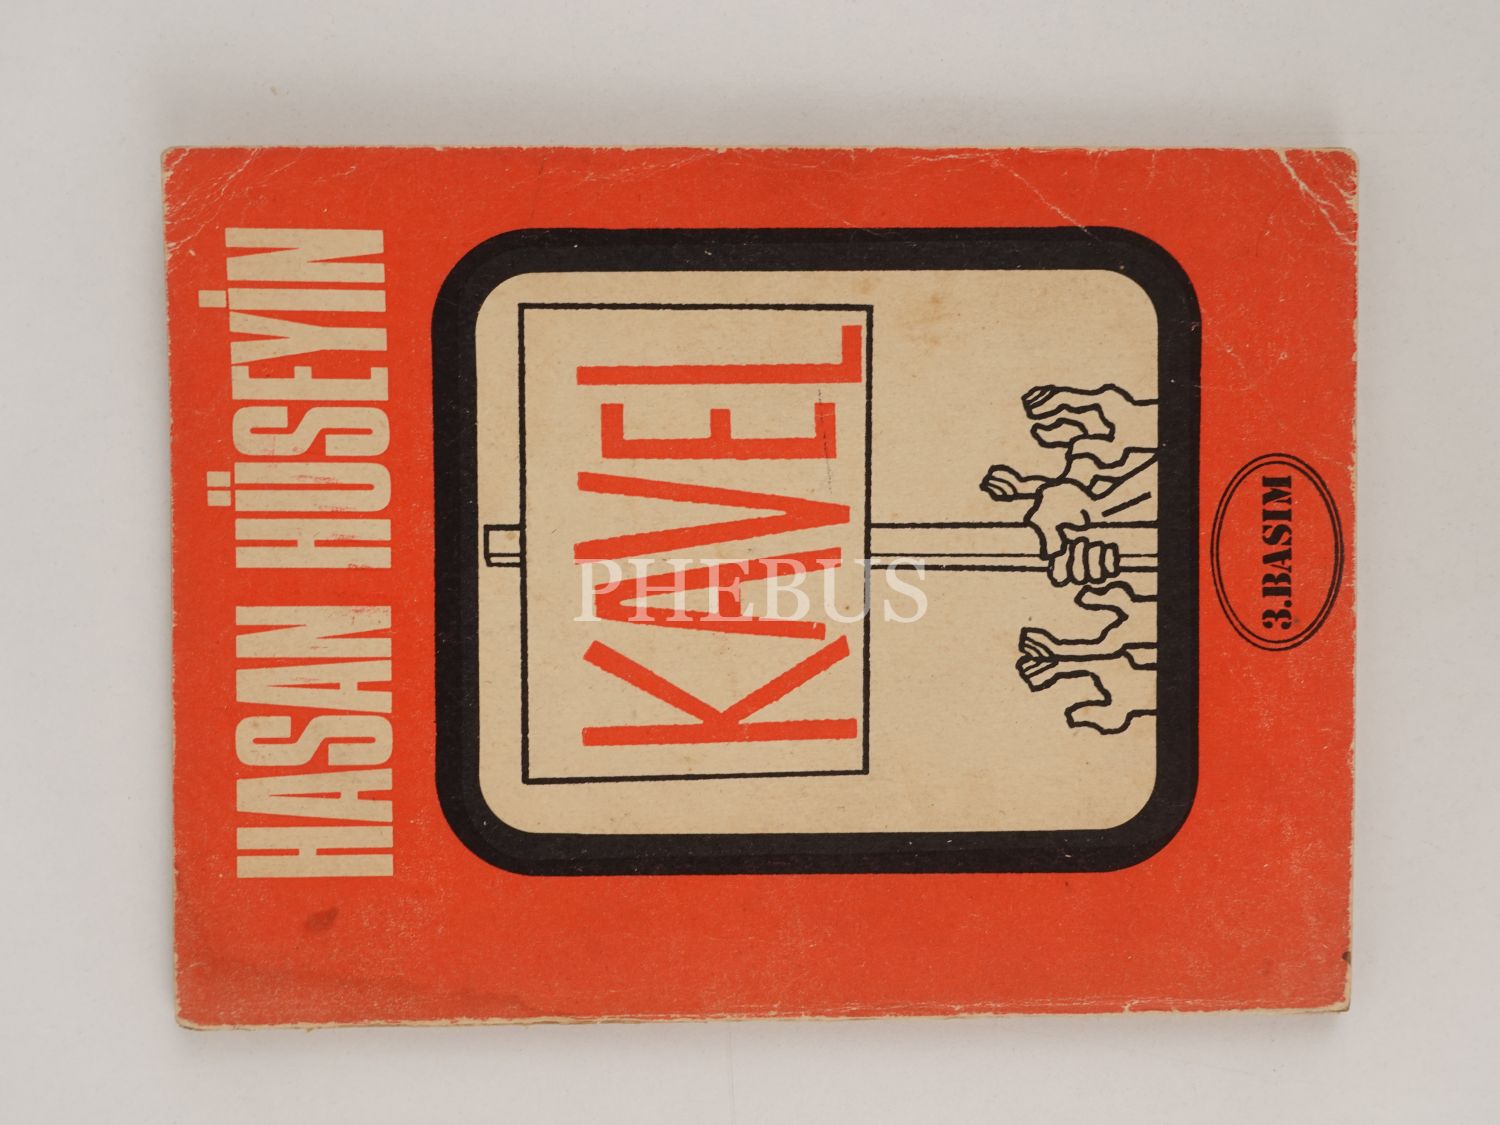 HASAN HÜSEYİN
KAVEL
3.BASIM
PHEBUS